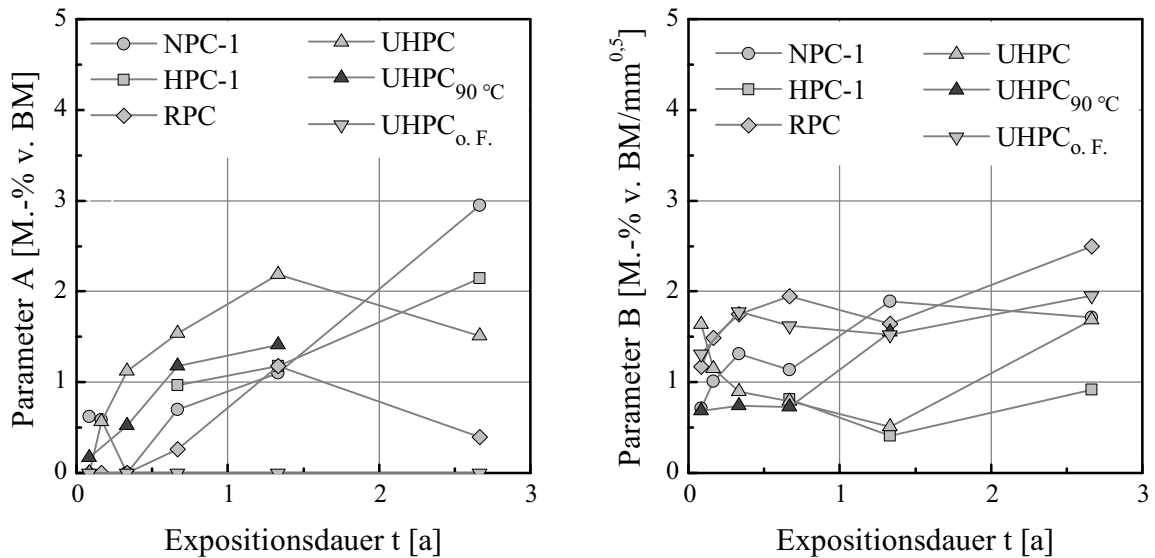 Parameter A [M.-% v. BM]
5
4
3
2
1
0
NPC-1
HPC-1
RPC
UHPC
UHPC90 °C
UHPCo. F.
0 1 2 3
Expositionsdauer t [a]
Parameter B [M.-% v. BM/mm0,5]
5
4
3
2
1
0
NPC-1
HPC-1
RPC
UHPC
UHPC90 °C
UHPCo. F.
0 1 2 3
Expositionsdauer t [a]